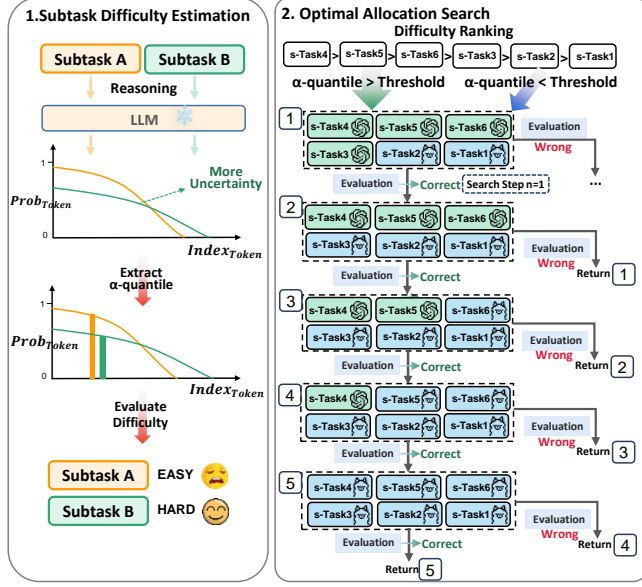 1.Subtask Difficulty Estimation
Subtask A
Subtask B
Reasoning
LLM
1
More
Uncertainty
Prob_Token
0
Index_Token
Extract
α-quantile
1
Prob_Token
0
Index_Token
Evaluate
Difficulty
Subtask A EASY
Subtask B HARD
2. Optimal Allocation Search
Difficulty Ranking
s-Task4 > s-Task5 > s-Task6 > s-Task3 > s-Task2 > s-Task1
α-quantile > Threshold α-quantile < Threshold
1
s-Task4 s-Task5 s-Task6
s-Task3 s-Task2 s-Task1
Evaluation
Wrong
...
Evaluation Correct Search Step n=1
2
s-Task4 s-Task5 s-Task6
s-Task3 s-Task2 s-Task1
Evaluation
Wrong
Return 1
Evaluation Correct
3
s-Task4 s-Task5 s-Task6
s-Task3 s-Task2 s-Task1
Evaluation
Wrong
Return 2
Evaluation Correct
4
s-Task4 s-Task5 s-Task6
s-Task3 s-Task2 s-Task1
Evaluation
Wrong
Return 3
Evaluation Correct
5
s-Task4 s-Task5 s-Task6
s-Task3 s-Task2 s-Task1
Evaluation
Wrong
Return 4
Evaluation Correct
Return 5